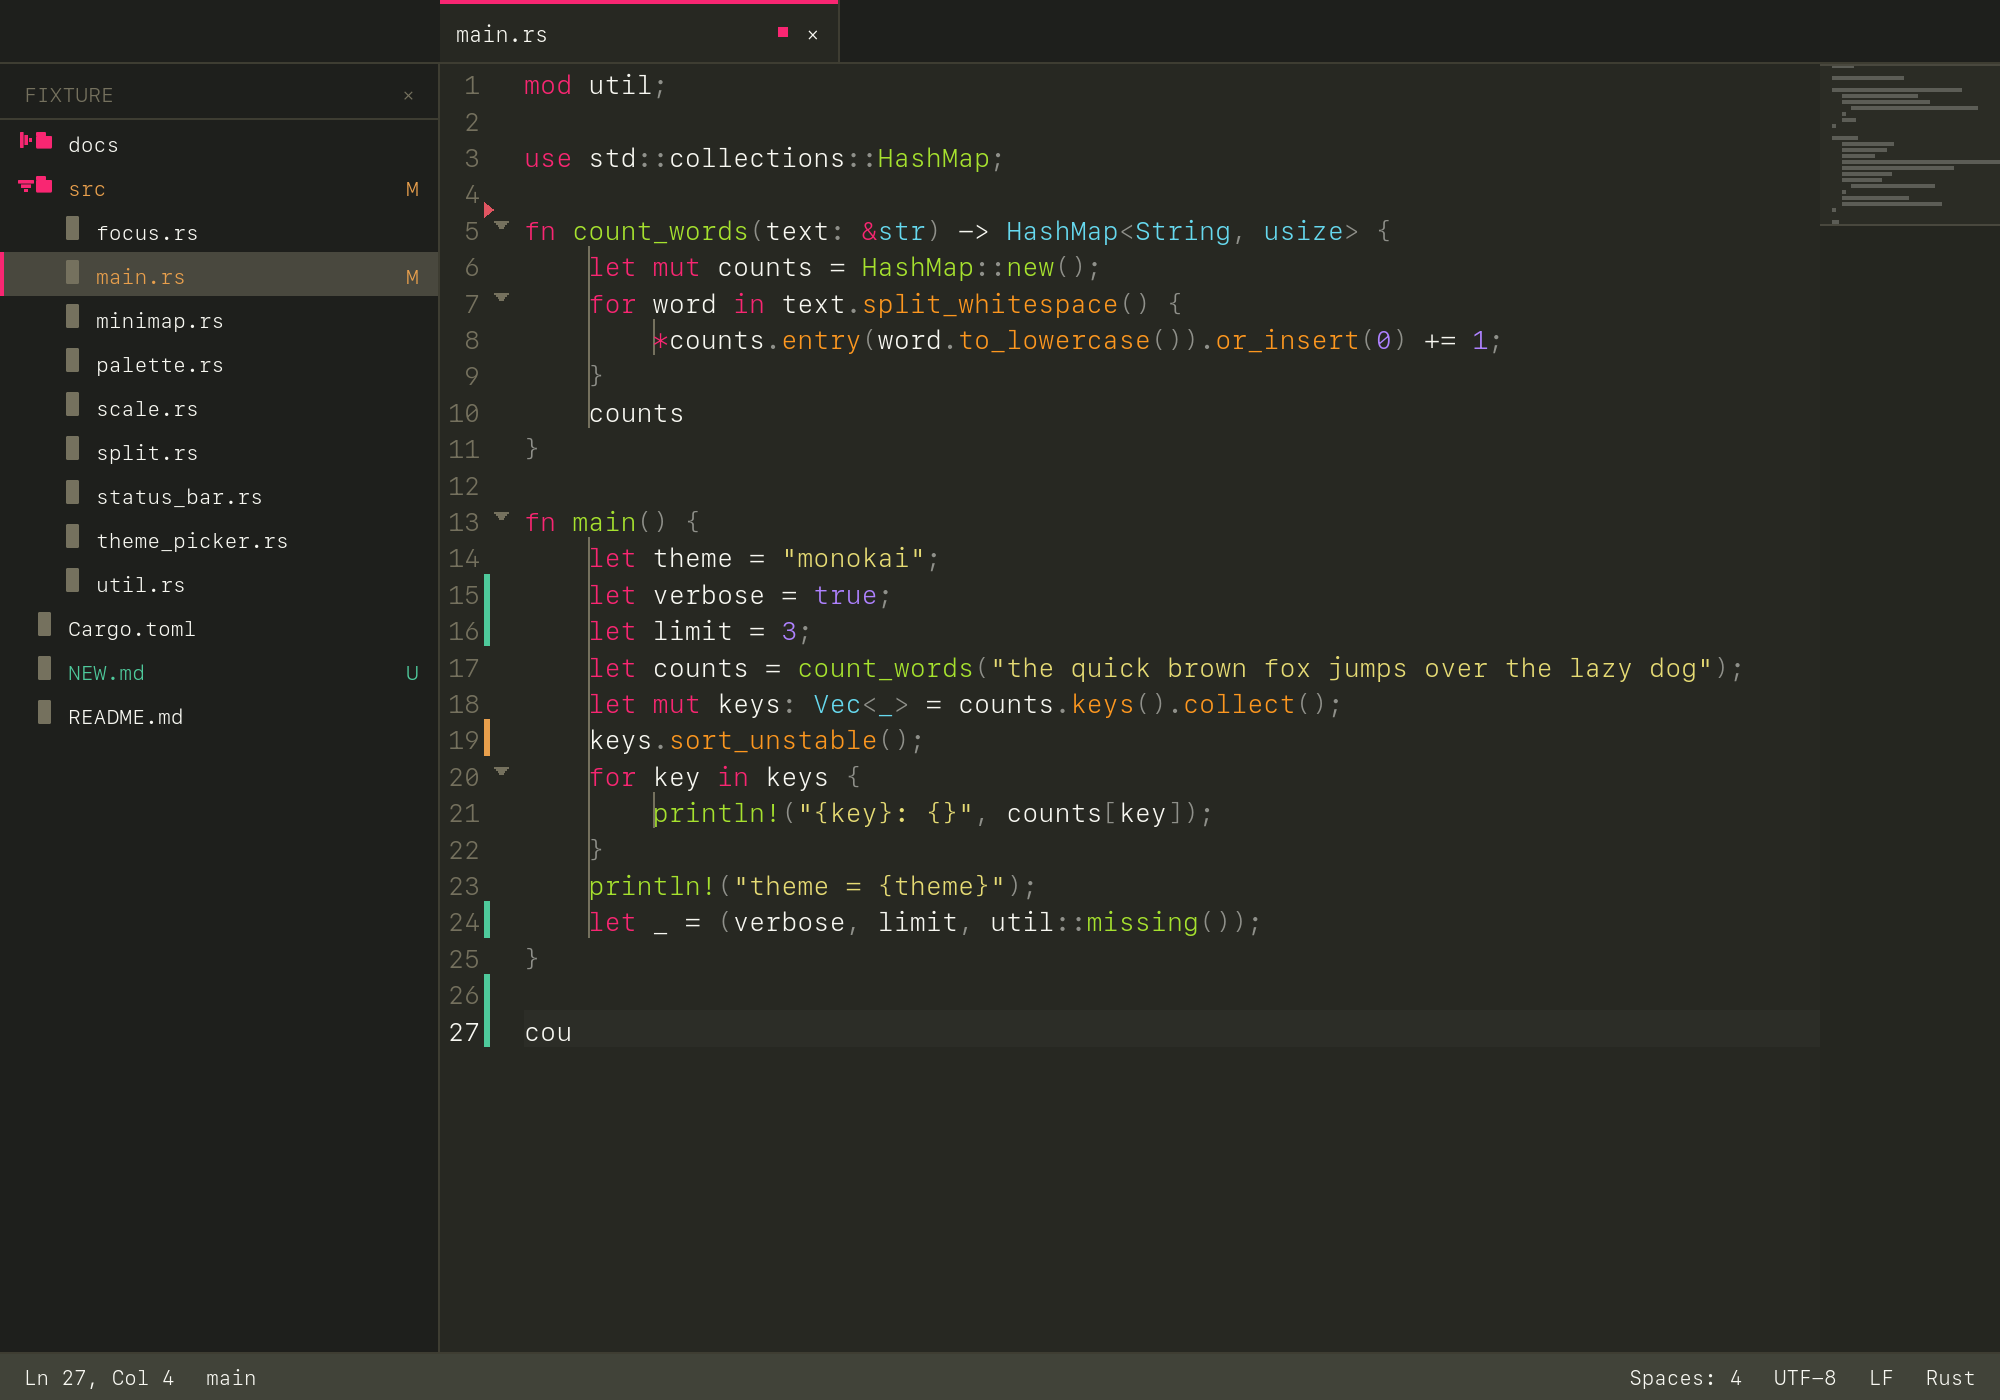 main.rs ×
FIXTURE ×
docs
src M
focus.rs
main.rs M
minimap.rs
palette.rs
scale.rs
split.rs
status_bar.rs
theme_picker.rs
util.rs
Cargo.toml
NEW.md U
README.md
1 mod util;
2
3 use std::collections::HashMap;
4
5 fn count_words(text: &str) -> HashMap<String, usize> {
6     let mut counts = HashMap::new();
7     for word in text.split_whitespace() {
8         *counts.entry(word.to_lowercase()).or_insert(0) += 1;
9     }
10     counts
11 }
12
13 fn main() {
14     let theme = "monokai";
15     let verbose = true;
16     let limit = 3;
17     let counts = count_words("the quick brown fox jumps over the lazy dog");
18     let mut keys: Vec<_> = counts.keys().collect();
19     keys.sort_unstable();
20     for key in keys {
21         println!("{key}: {}", counts[key]);
22     }
23     println!("theme = {theme}");
24     let _ = (verbose, limit, util::missing());
25 }
26
27 cou
Ln 27, Col 4 main Spaces: 4 UTF-8 LF Rust